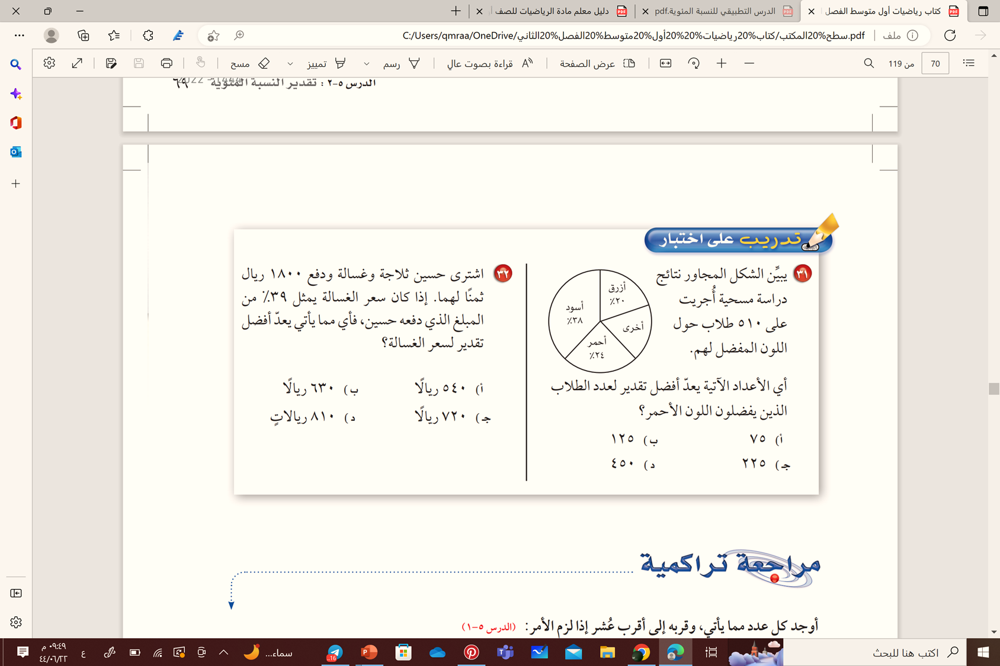 كتاب رياضيات أول متوسط الفصل
الدرس التطبيقي للنسبة المئوية.pdf
دليل معلم مادة الرياضيات للصف
ملف
C:/Users/qmraa/OneDrive/سطح%20المكتب/كتاب%20رياضيات%20%20أول%20متوسط%20الفصل%20الثاني.pdf
70 من 119
عرض الصفحة
قراءة بصوت عالٍ
رسم
تمييز
مسح
الدرس ٥-٢ : تقدير النسبة المئوية ٦٩
2022 - 1444
تدريب على اختبار
٣١ يبيِّن الشكل المجاور نتائج
دراسة مسحية أُجريت
على ٥١٠ طلاب حول
اللون المفضل لهم.
أزرق
٢٠٪
أسود
٣٨٪
أخرى
أحمر
٢٤٪
أي الأعداد الآتية يعدّ أفضل تقدير لعدد الطلاب
الذين يفضلون اللون الأحمر؟
أ) ٧٥ ب) ١٢٥
جـ) ٢٢٥ د) ٤٥٠
٣٢ اشترى حسين ثلاجة وغسالة ودفع ١٨٠٠ ريال
ثمنًا لهما. إذا كان سعر الغسالة يمثل ٣٩٪ من
المبلغ الذي دفعه حسين، فأي مما يأتي يعدّ أفضل
تقدير لسعر الغسالة؟
أ) ٥٤٠ ريالًا ب) ٦٣٠ ريالًا
جـ) ٧٢٠ ريالًا د) ٨١٠ ريالاتٍ
مراجعة تراكمية
أوجد كل عدد مما يأتي، وقربه إلى أقرب عُشر إذا لزم الأمر: (الدرس ٥-١)
اكتب هنا للبحث
..16
سماء...
ع
٠٩:٤٩ م
٤٤/٠٦/٢٢